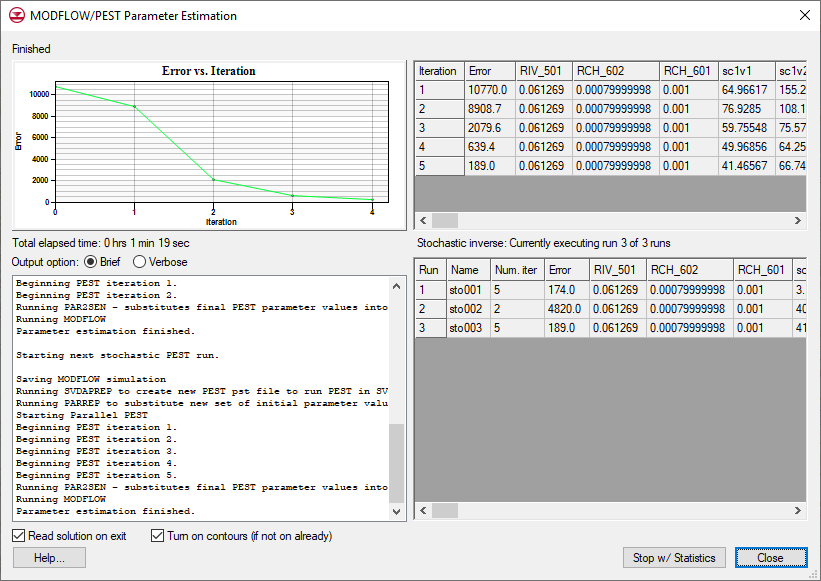 MODFLOW/PEST Parameter Estimation
Finished
Error vs. Iteration
10000
8000
6000
4000
2000
0
Error
0 1 2 3 4
Iteration
Iteration Error RIV_501 RCH_602 RCH_601 sc1v1 sc1v2
1 10770.0 0.061269 0.00079999998 0.001 64.96617 155.2
2 8908.7 0.061269 0.00079999998 0.001 76.9285 108.1
3 2079.6 0.061269 0.00079999998 0.001 59.75548 75.57
4 639.4 0.061269 0.00079999998 0.001 49.96856 64.25
5 189.0 0.061269 0.00079999998 0.001 41.46567 66.74
Total elapsed time: 0 hrs 1 min 19 sec
Output option: Brief Verbose
Beginning PEST iteration 1.
Beginning PEST iteration 2.
Running PAR2SEN - substitutes final PEST parameter values into
Running MODFLOW
Parameter estimation finished.
Starting next stochastic PEST run.
Saving MODFLOW simulation
Running SVDAPREP to create new PEST pst file to run PEST in SV
Running PARREP to substitute new set of initial parameter valu
Starting Parallel PEST
Beginning PEST iteration 1.
Beginning PEST iteration 2.
Beginning PEST iteration 3.
Beginning PEST iteration 4.
Beginning PEST iteration 5.
Running PAR2SEN - substitutes final PEST parameter values into
Running MODFLOW
Parameter estimation finished.
Stochastic inverse: Currently executing run 3 of 3 runs
Run Name Num. iter Error RIV_501 RCH_602 RCH_601 sc
1 sto001 5 174.0 0.061269 0.00079999998 0.001 3.
2 sto002 2 4820.0 0.061269 0.00079999998 0.001 40
3 sto003 5 189.0 0.061269 0.00079999998 0.001 41
Read solution on exit Turn on contours (if not on already)
Help... Stop w/ Statistics Close